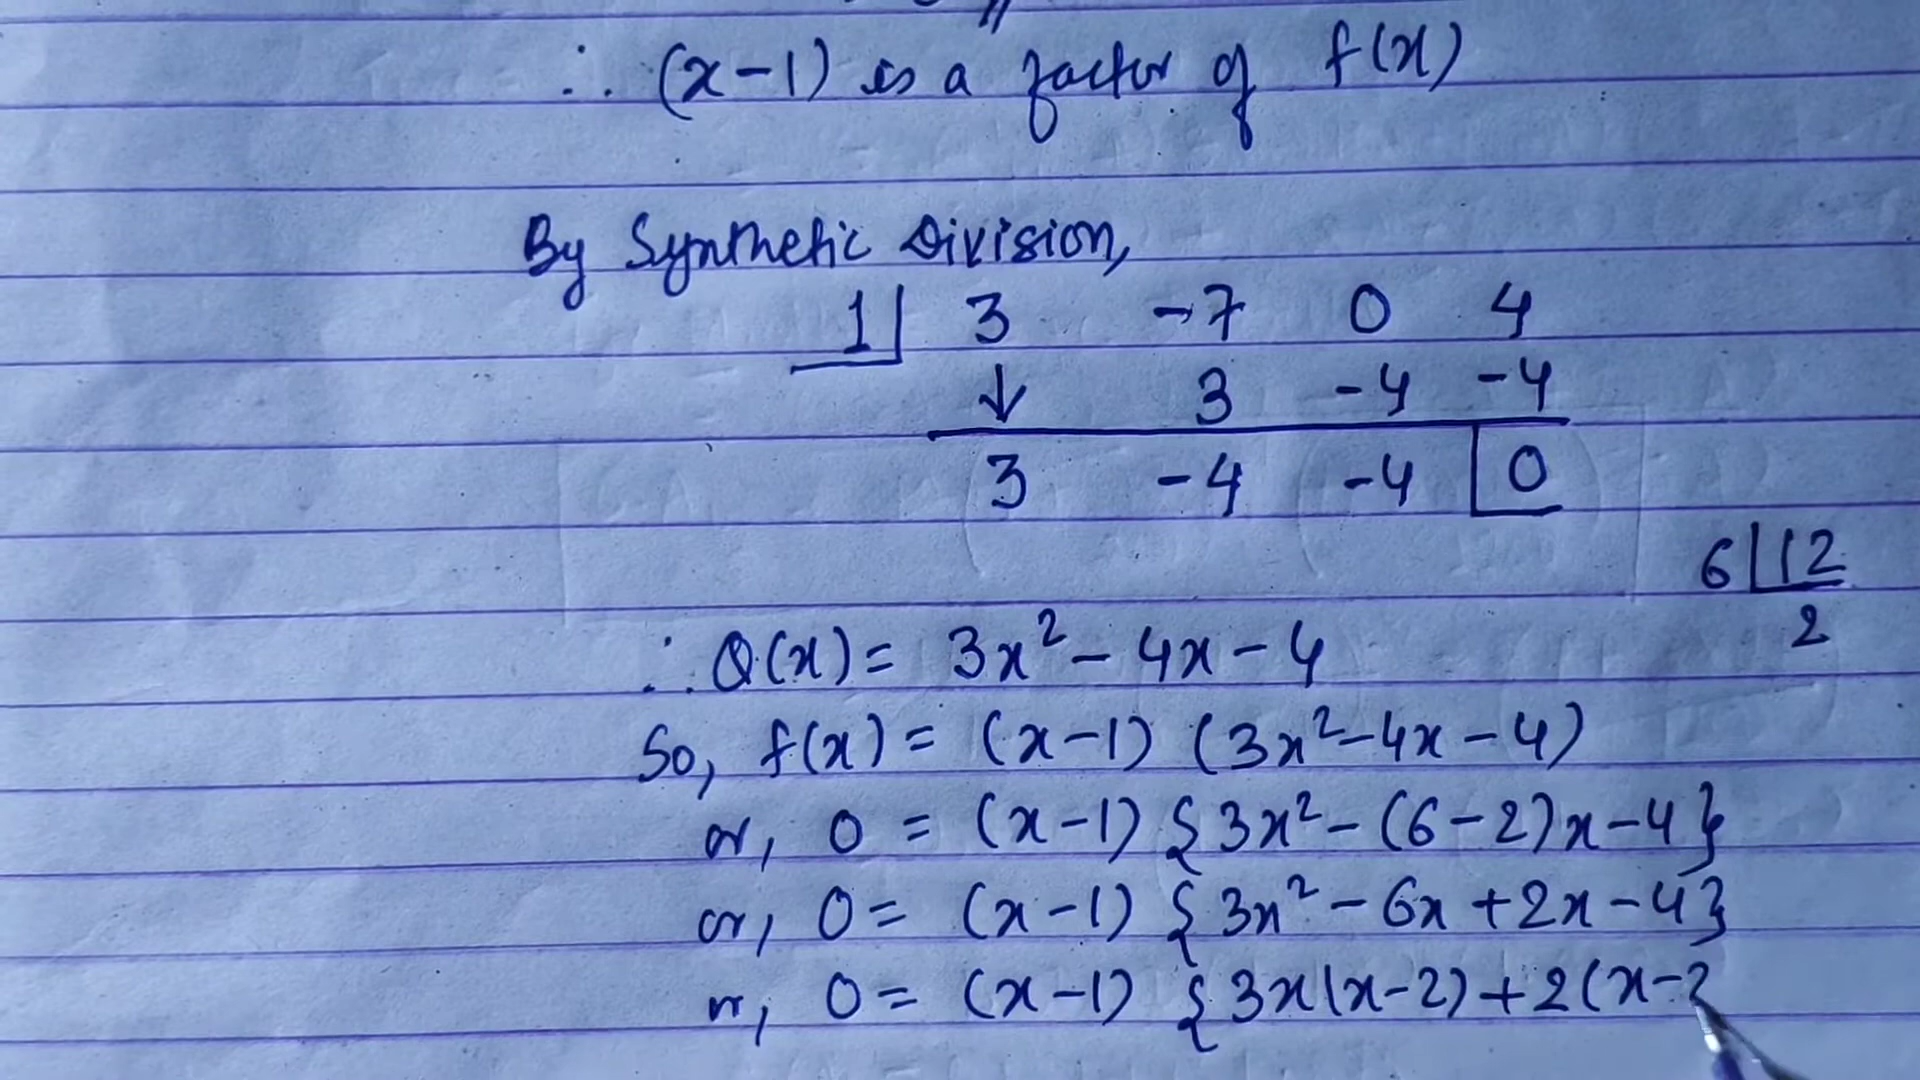 ∴ (x-1) is a factor of f(x)
By Synthetic Division,
1 3 -7 0 4
↓ 3 -4 -4
3 -4 -4 0
6 12
2
∴ Q(x) = 3x² - 4x - 4
So, f(x) = (x-1) (3x²-4x-4)
or, 0 = (x-1) {3x² - (6-2)x - 4}
or, 0 = (x-1) {3x² - 6x + 2x - 4}
or, 0 = (x-1) {3x(x-2) + 2(x-2